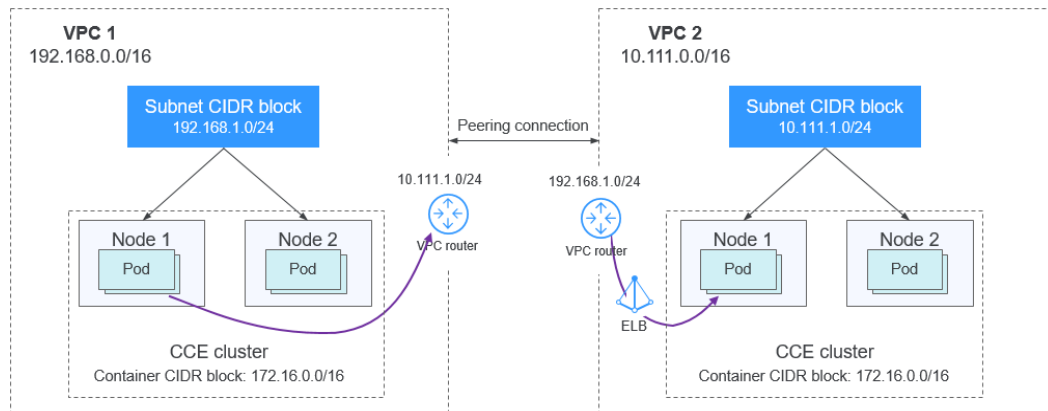 VPC 1
192.168.0.0/16
Subnet CIDR block
192.168.1.0/24
Node 1
Pod
Node 2
Pod
CCE cluster
Container CIDR block: 172.16.0.0/16
Peering connection
10.111.1.0/24
VPC router
192.168.1.0/24
VPC router
ELB
VPC 2
10.111.0.0/16
Subnet CIDR block
10.111.1.0/24
Node 1
Pod
Node 2
Pod
CCE cluster
Container CIDR block: 172.16.0.0/16